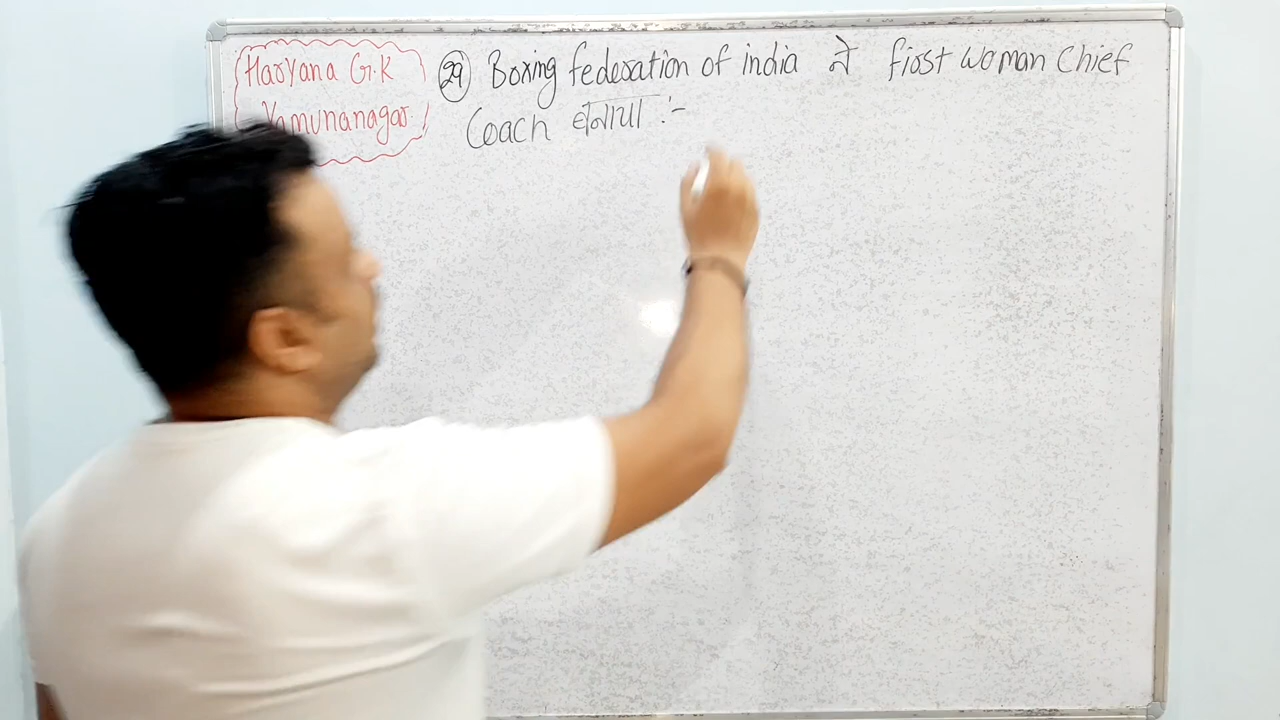 Haryana G.K
Yamunanagar
29 Boxing federation of india ने first woman Chief
Coach बनाया :-